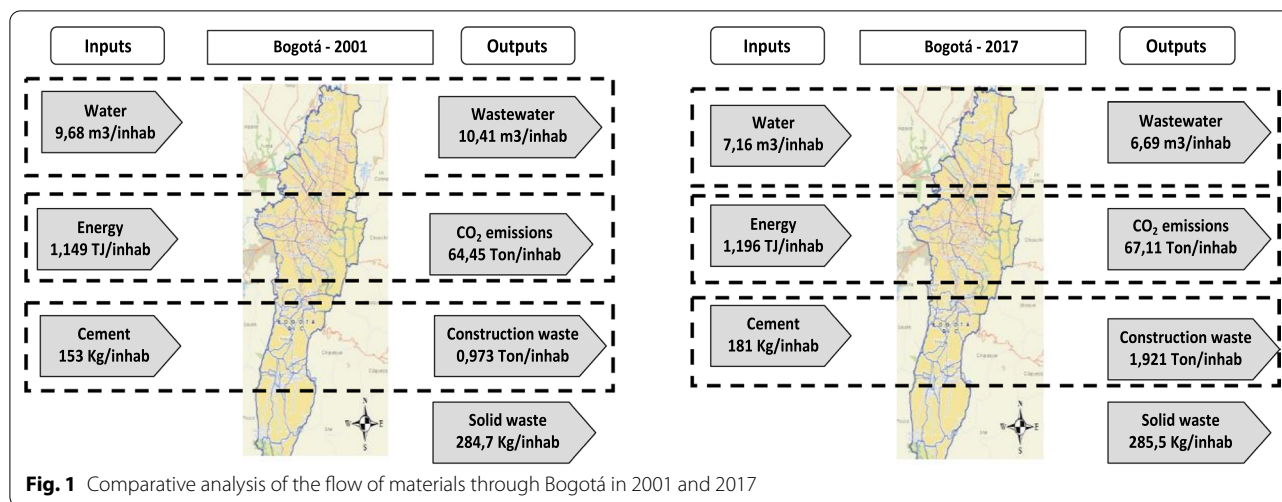 Inputs
Bogotá - 2001
Outputs
Water
9,68 m3/inhab
Wastewater
10,41 m3/inhab
Energy
1,149 TJ/inhab
CO₂ emissions
64,45 Ton/inhab
Cement
153 Kg/inhab
Construction waste
0,973 Ton/inhab
Solid waste
284,7 Kg/inhab
N
W E
S
Inputs
Bogotá - 2017
Outputs
Water
7,16 m3/inhab
Wastewater
6,69 m3/inhab
Energy
1,196 TJ/inhab
CO₂ emissions
67,11 Ton/inhab
Cement
181 Kg/inhab
Construction waste
1,921 Ton/inhab
Solid waste
285,5 Kg/inhab
N
W E
S
Fig. 1 Comparative analysis of the flow of materials through Bogotá in 2001 and 2017